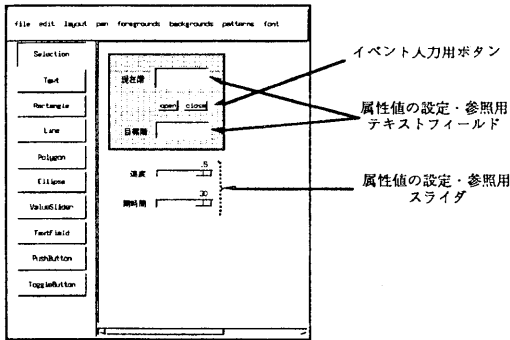 file edit layout pen foregrounds backgrounds patterns font
Selection
Text
Rectangle
Line
Polygon
Ellipse
ValueSlider
TextField
PushButton
ToggleButton
現在階
open close
目標階
速度
.5
開時間
30
イベント入力用ボタン
属性値の設定・参照用
テキストフィールド
属性値の設定・参照用
スライダ